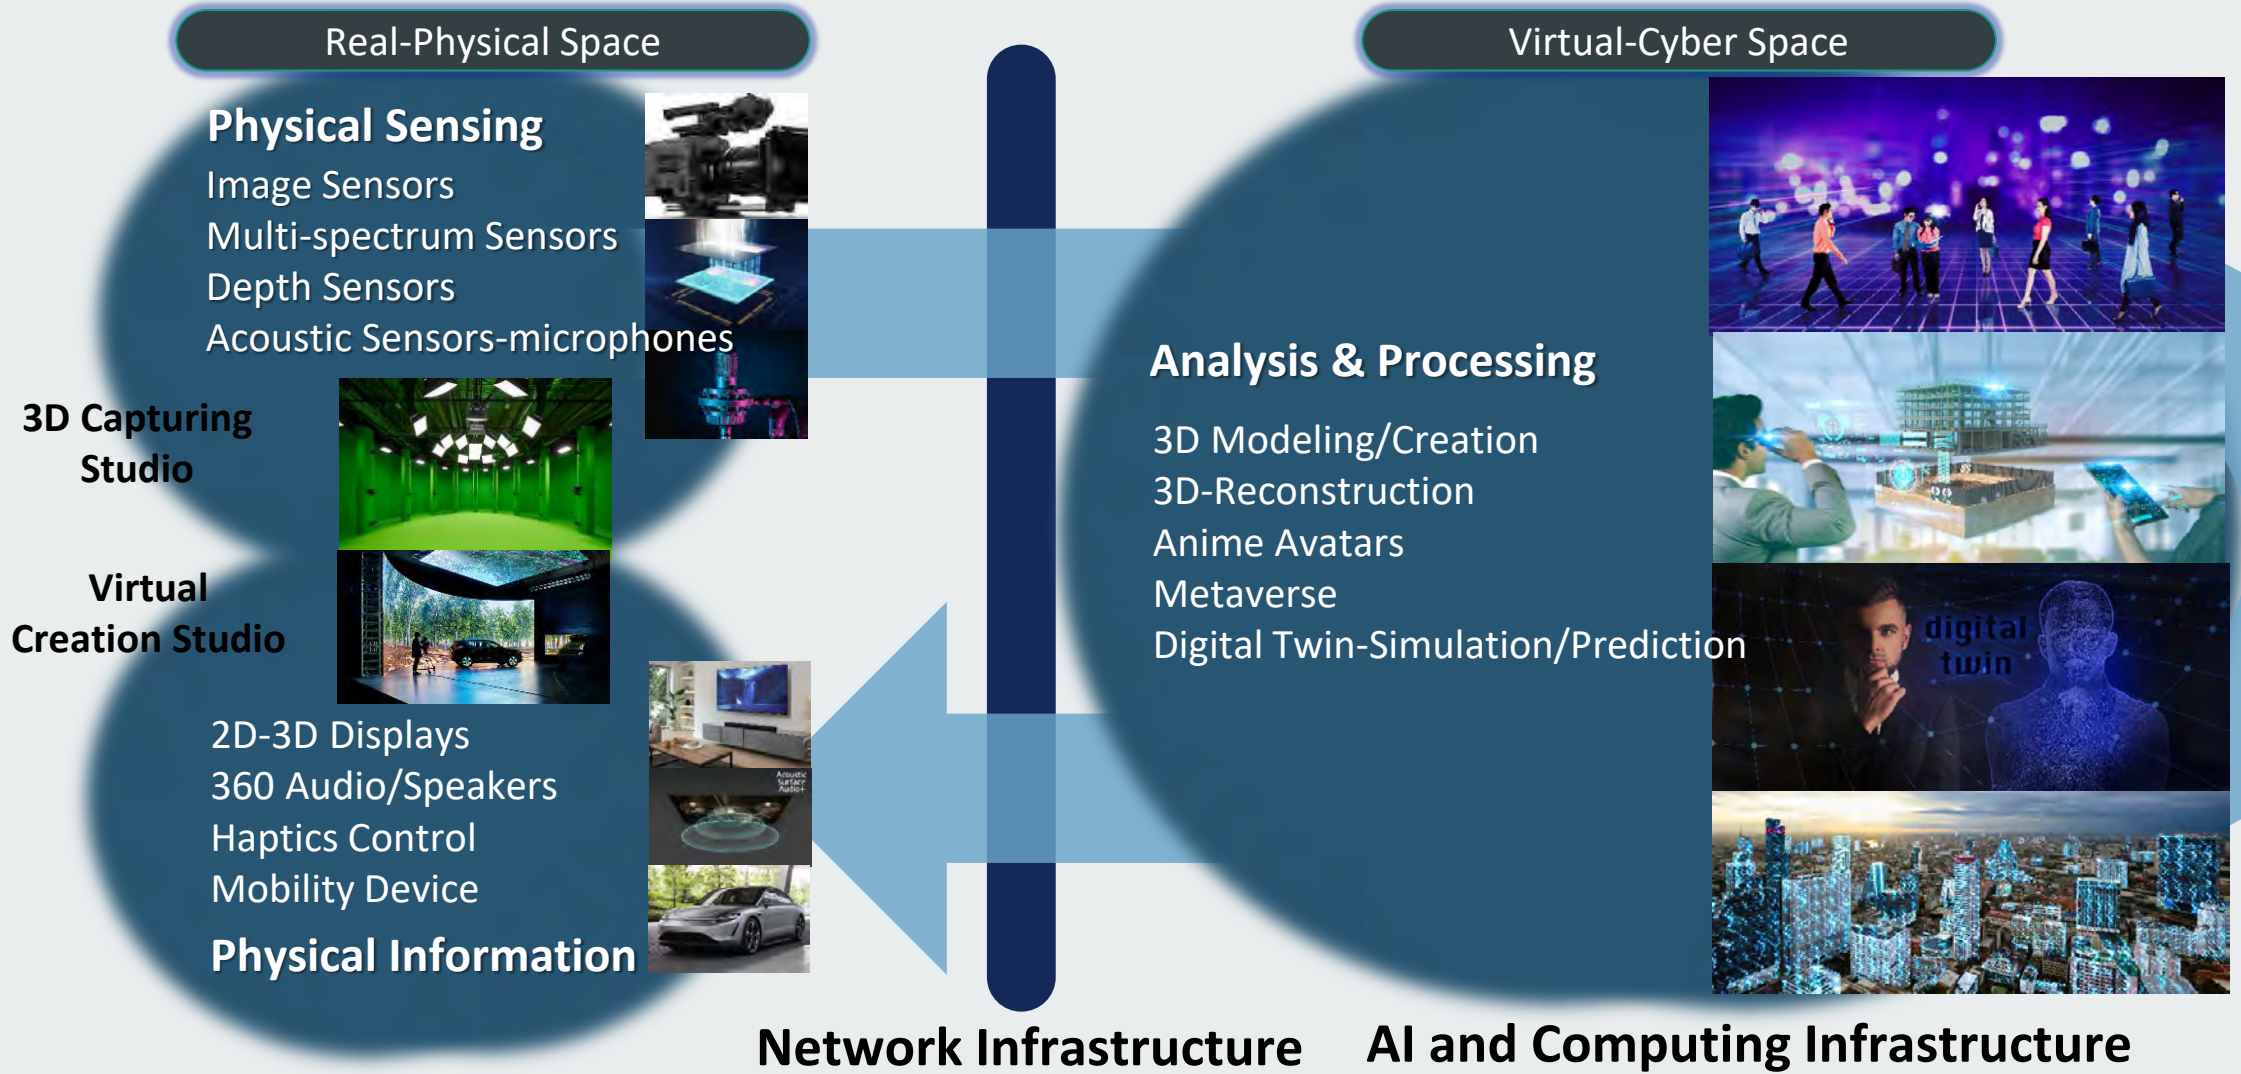 Real-Physical Space
Virtual-Cyber Space
Physical Sensing
Image Sensors
Multi-spectrum Sensors
Depth Sensors
Acoustic Sensors-microphones
3D Capturing
Studio
Virtual
Creation Studio
2D-3D Displays
360 Audio/Speakers
Haptics Control
Mobility Device
Physical Information
Acoustic
Surface
Audio+
Analysis & Processing
3D Modeling/Creation
3D-Reconstruction
Anime Avatars
Metaverse
Digital Twin-Simulation/Prediction
digital
twin
Network Infrastructure
AI and Computing Infrastructure